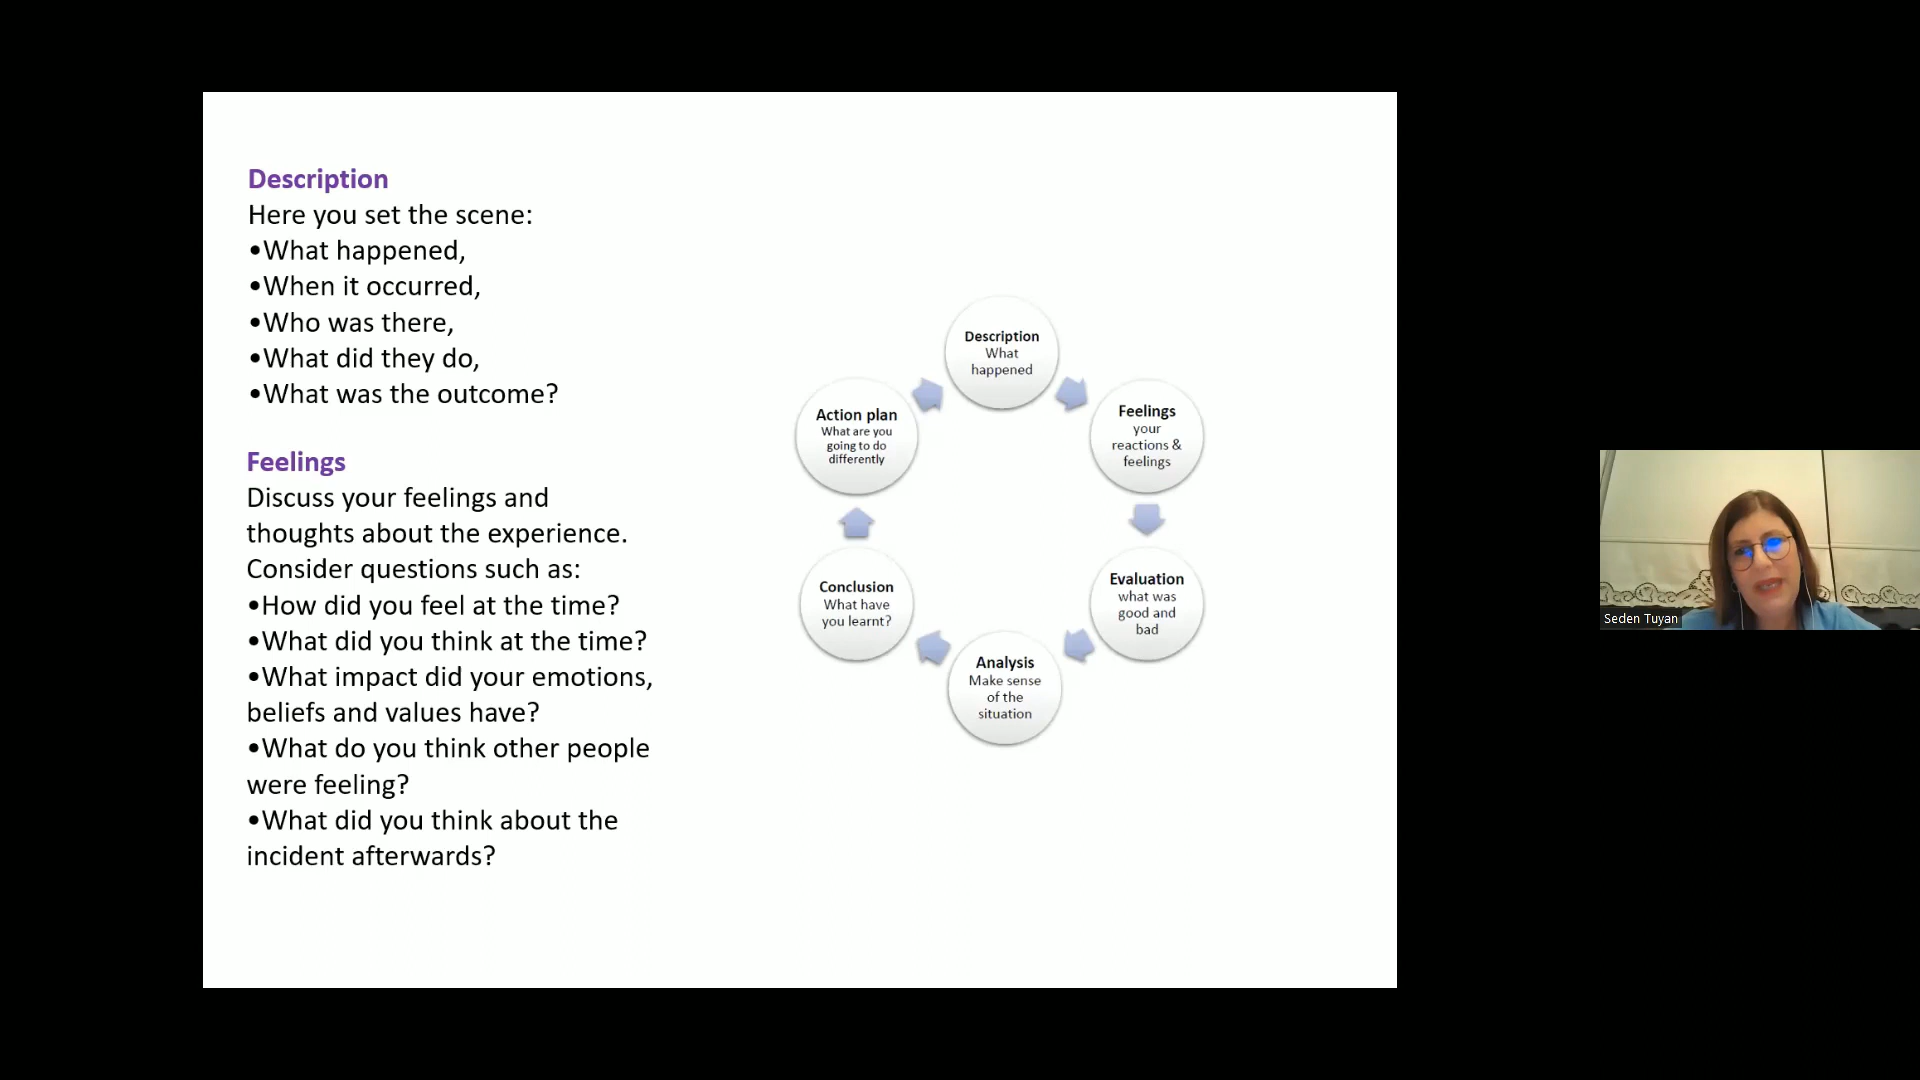 Description
Here you set the scene:
•What happened,
•When it occurred,
•Who was there,
•What did they do,
•What was the outcome?
Feelings
Discuss your feelings and
thoughts about the experience.
Consider questions such as:
•How did you feel at the time?
•What did you think at the time?
•What impact did your emotions,
beliefs and values have?
•What do you think other people
were feeling?
•What did you think about the
incident afterwards?
Description
What
happened
Feelings
your
reactions &
feelings
Evaluation
what was
good and
bad
Analysis
Make sense
of the
situation
Conclusion
What have
you learnt?
Action plan
What are you
going to do
differently
Seden Tuyan